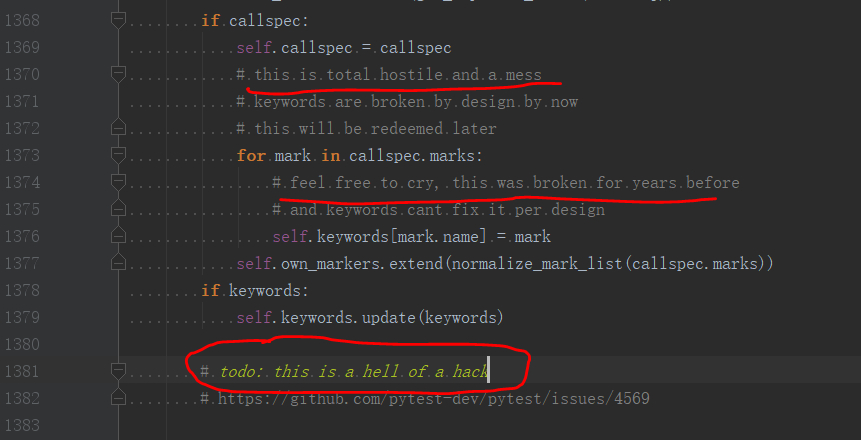 1368 if callspec:
1369 self.callspec = callspec
1370 # this is total hostile and a mess
1371 # keywords are broken by design by now
1372 # this will be redeemed later
1373 for mark in callspec.marks:
1374 # feel free to cry, this was broken for years before
1375 # and keywords cant fix it per design
1376 self.keywords[mark.name] = mark
1377 self.own_markers.extend(normalize_mark_list(callspec.marks))
1378 if keywords:
1379 self.keywords.update(keywords)
1380
1381 # todo: this is a hell of a hack
1382 # https://github.com/pytest-dev/pytest/issues/4569
1383